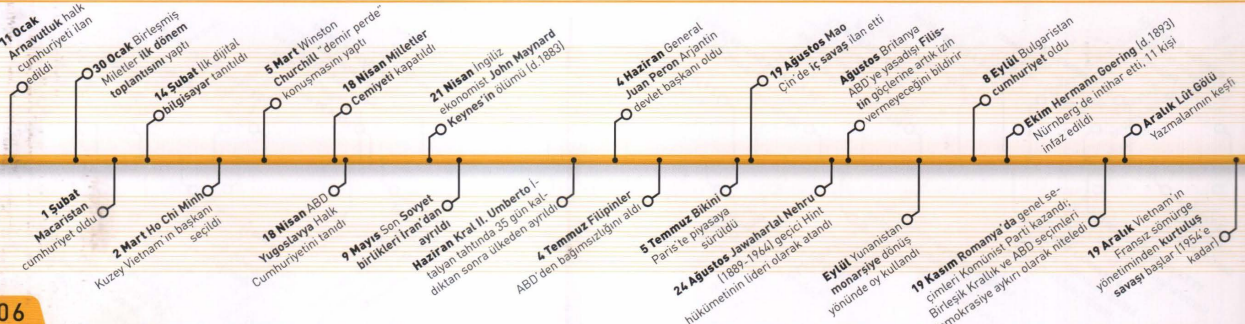 11 Ocak
Arnavutluk halk
cumhuriyeti ilan
edildi
30 Ocak Birleşmiş
Milletler ilk dönem
toplantısını yaptı
14 Şubat İlk dijital
bilgisayar tanıtıldı
5 Mart Winston
Churchill "demir perde"
konuşmasını yaptı
18 Nisan Milletler
Cemiyeti kapatıldı
21 Nisan İngiliz
ekonomist John Maynard
Keynes'in ölümü (d.1883)
4 Haziran General
Juan Peron Arjantin
devlet başkanı oldu
19 Ağustos Mao
Çin'de iç savaş ilan etti
Ağustos Britanya
ABD'ye yasadışı Filis-
tin göçlerine artık izin
vermeyeceğini bildirir
8 Eylül Bulgaristan
cumhuriyet oldu
Ekim Hermann Goering (d.1893)
Nürnberg'de intihar etti, 11 kişi
infaz edildi
Aralık Lût Gölü
Yazmalarının keşfi
1 Şubat
Macaristan
cumhuriyet oldu
2 Mart Ho Chi Minh
Kuzey Vietnam'ın başkanı
seçildi
18 Nisan ABD
Yugoslavya Halk
Cumhuriyetini tanıdı
9 Mayıs Son Sovyet
birlikleri İran'dan
ayrıldı
Haziran Kral II. Umberto İ-
talyan tahtında 35 gün kal-
dıktan sonra ülkeden ayrıldı
4 Temmuz Filipinler
ABD'den bağımsızlığını aldı
5 Temmuz Bikini
Paris'te piyasaya
sürüldü
24 Ağustos Jawaharlal Nehru
(1889-1964) geçici Hint
hükümetinin lideri olarak atandı
Eylül Yunanistan
monarşiye dönüş
yönünde oy kullandı
19 Kasım Romanya'da genel se-
çimleri Komünist Parti kazandı;
Birleşik Krallık ve ABD seçimleri
demokrasiye aykırı olarak niteledi
19 Aralık Vietnam'ın
Fransız sömürge
yönetiminden kurtuluş
savaşı başlar (1954'e
kadar)
06